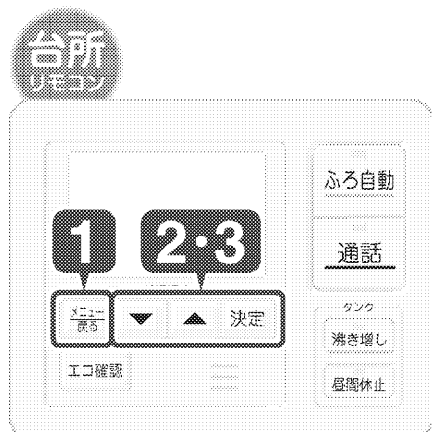 台所
リモコン
ふろ自動
通話
1
2・3
メニュー
戻る
決定
タンク
沸き増し
エコ確認
昼間休止